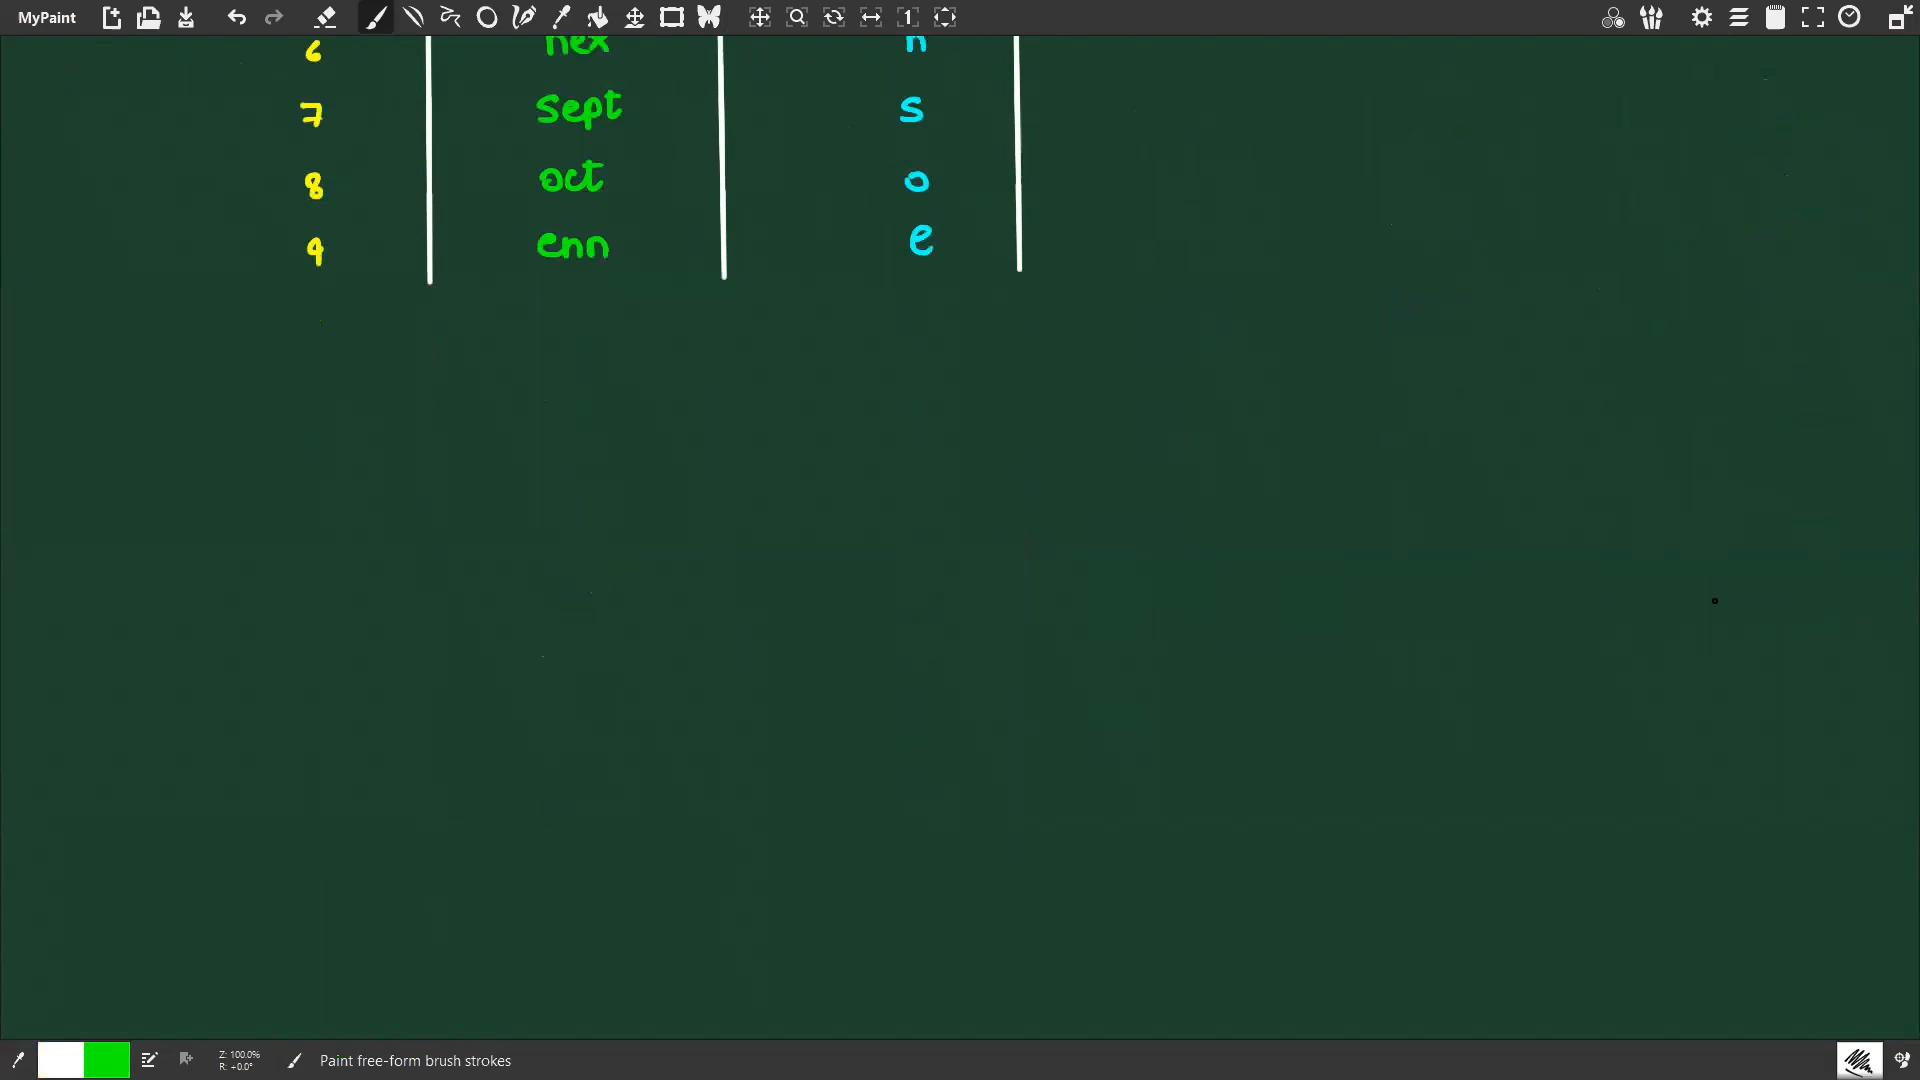 MyPaint
6 hex h
7 sept s
8 oct o
9 enn e
Z: 100.0%
R: +0.0°
Paint free-form brush strokes